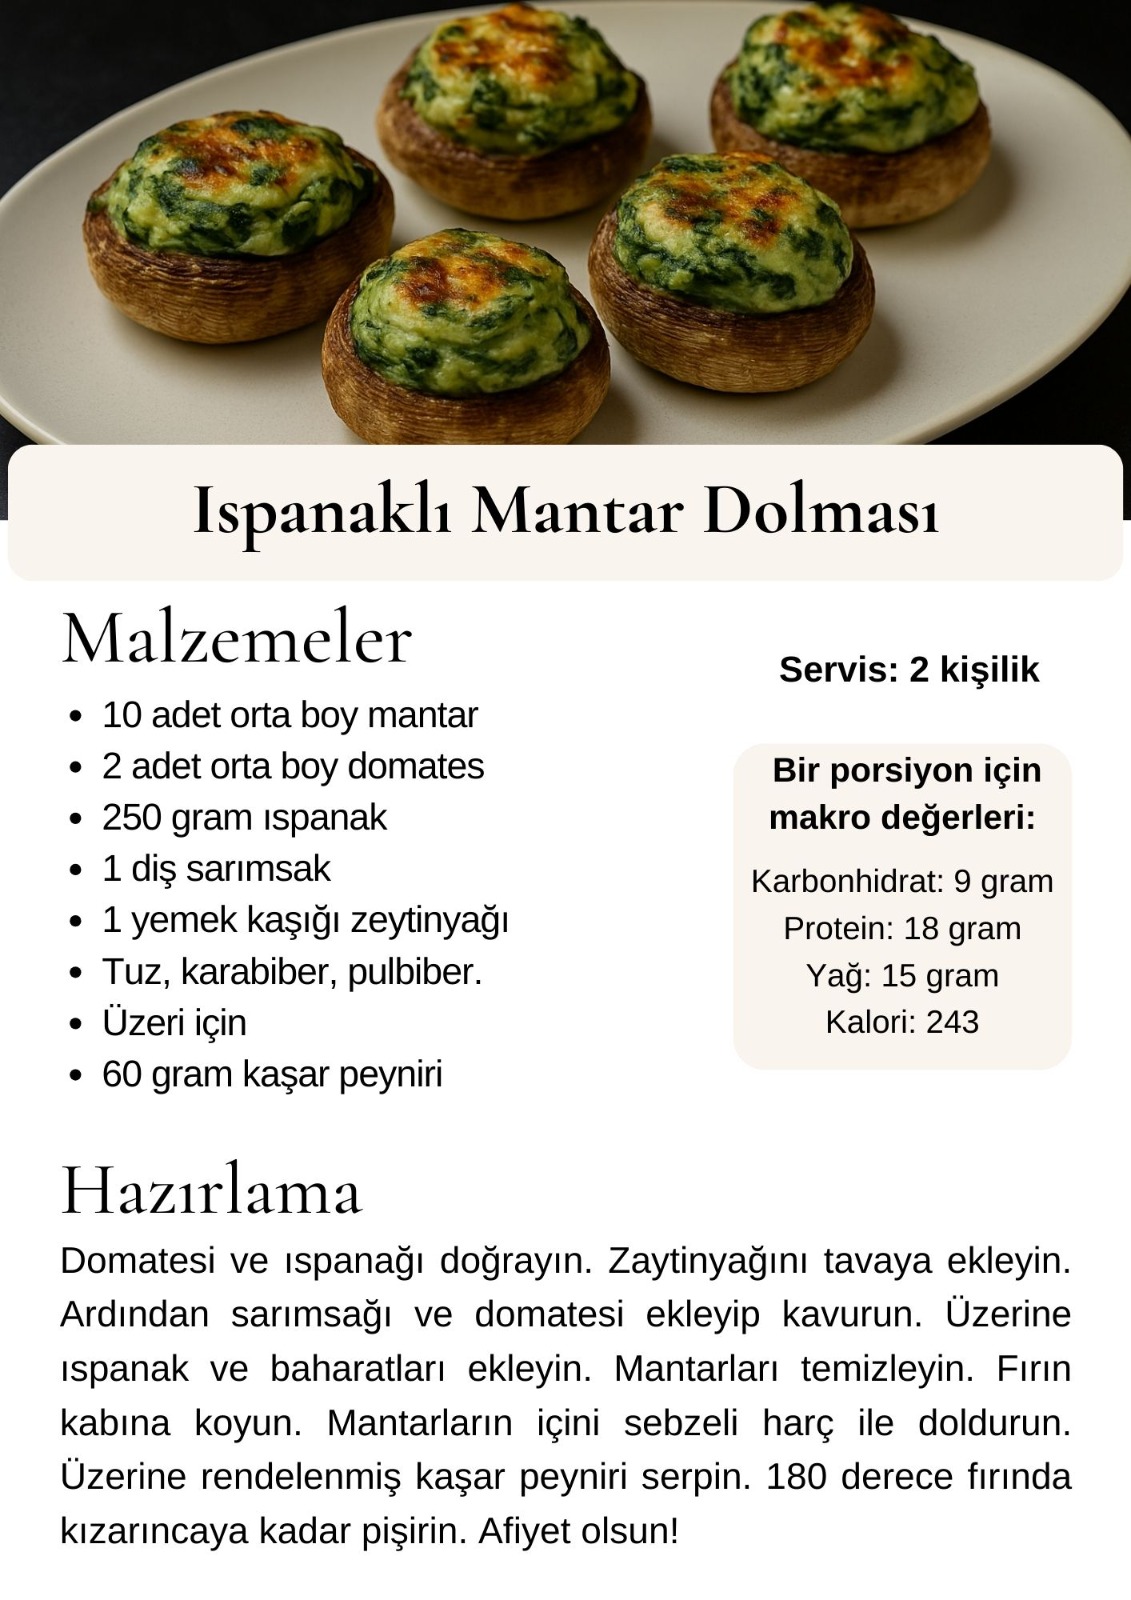 Ispanaklı Mantar Dolması
Malzemeler
• 10 adet orta boy mantar
• 2 adet orta boy domates
• 250 gram ıspanak
• 1 diş sarımsak
• 1 yemek kaşığı zeytinyağı
• Tuz, karabiber, pulbiber.
• Üzeri için
• 60 gram kaşar peyniri
Servis: 2 kişilik
Bir porsiyon için
makro değerleri:
Karbonhidrat: 9 gram
Protein: 18 gram
Yağ: 15 gram
Kalori: 243
Hazırlama
Domatesi ve ıspanağı doğrayın. Zaytinyağını tavaya ekleyin.
Ardından sarımsağı ve domatesi ekleyip kavurun. Üzerine
ıspanak ve baharatları ekleyin. Mantarları temizleyin. Fırın
kabına koyun. Mantarların içini sebzeli harç ile doldurun.
Üzerine rendelenmiş kaşar peyniri serpin. 180 derece fırında
kızarıncaya kadar pişirin. Afiyet olsun!